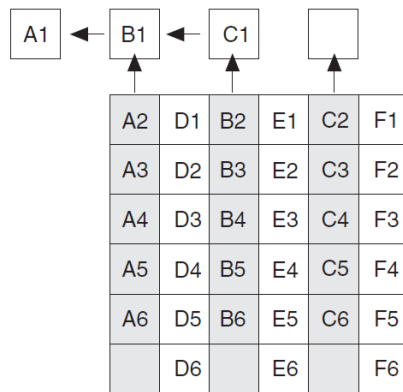 A1 B1 C1
A2 D1 B2 E1 C2 F1
A3 D2 B3 E2 C3 F2
A4 D3 B4 E3 C4 F3
A5 D4 B5 E4 C5 F4
A6 D5 B6 E5 C6 F5
D6 E6 F6